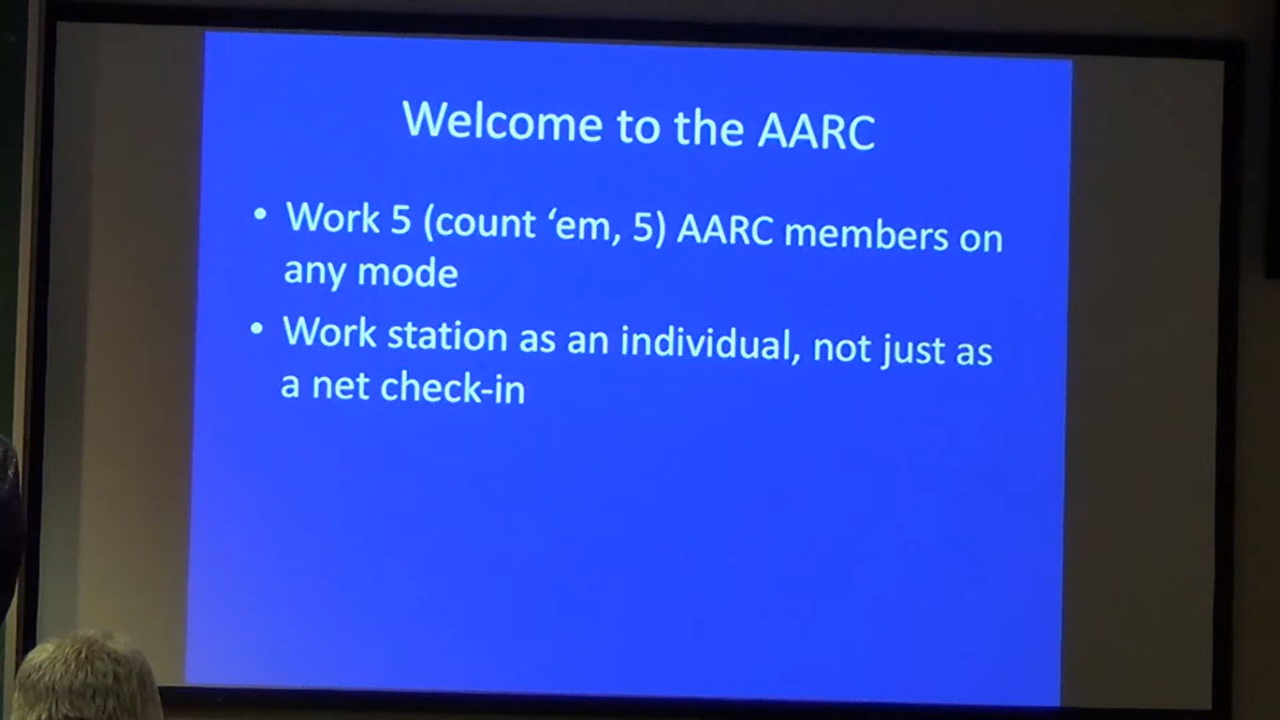 Welcome to the AARC
• Work 5 (count ‘em, 5) AARC members on
any mode
• Work station as an individual, not just as
a net check-in